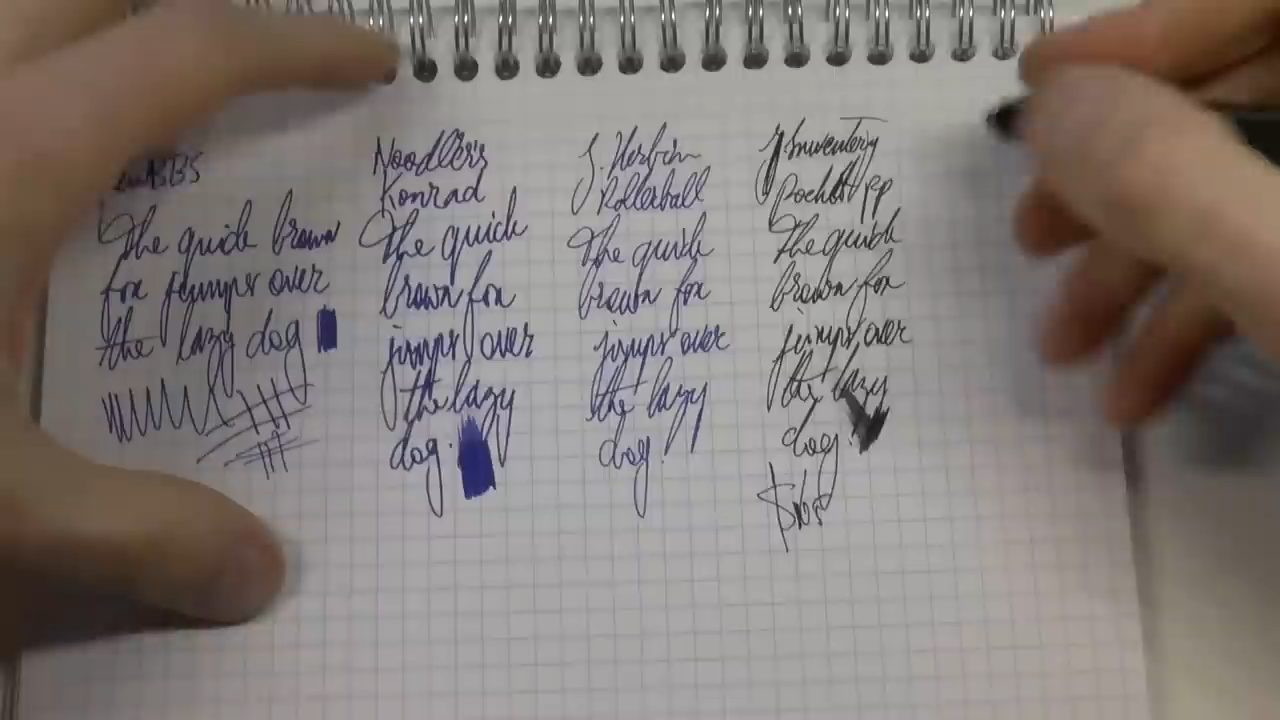 The quick brown
fox jumps over
the lazy dog
Noodlers
Konrad
The quick
brown fox
jumps over
the lazy
dog.
J. Herbin
Rollerball
The quick
brown fox
jumps over
the lazy
dog!
Inventery
The quick
brown fox
jumps over
the lazy
dog!